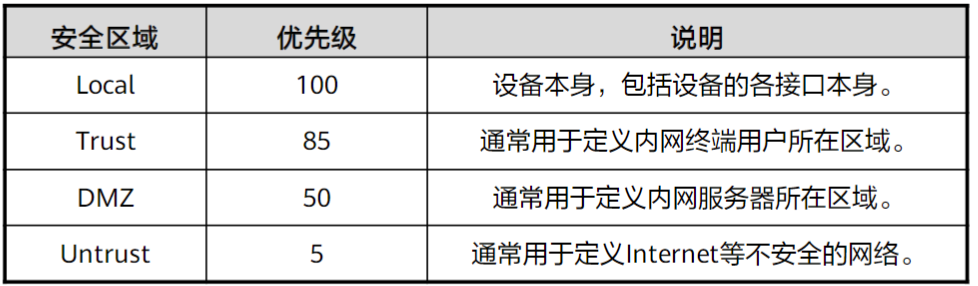 安全区域 优先级 说明
Local 100 设备本身，包括设备的各接口本身。
Trust 85 通常用于定义内网终端用户所在区域。
DMZ 50 通常用于定义内网服务器所在区域。
Untrust 5 通常用于定义Internet等不安全的网络。